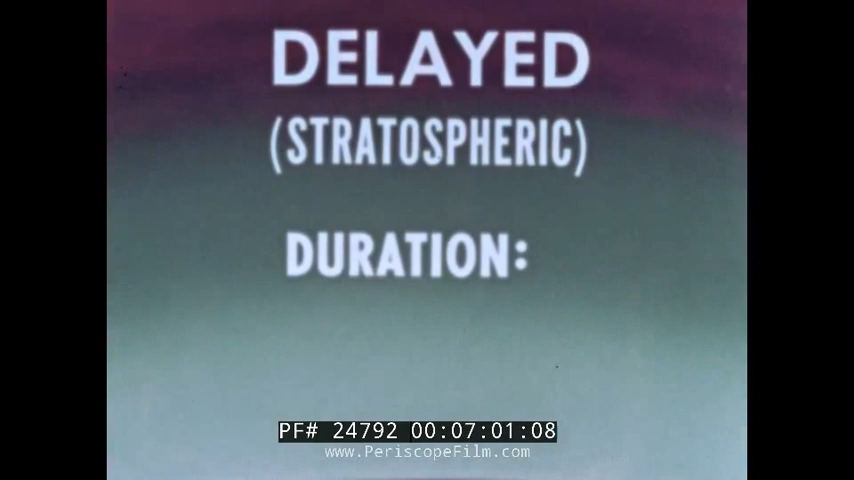 DELAYED
(STRATOSPHERIC)
DURATION:
PF# 24792 00:07:01:08
www.PeriscopeFilm.com